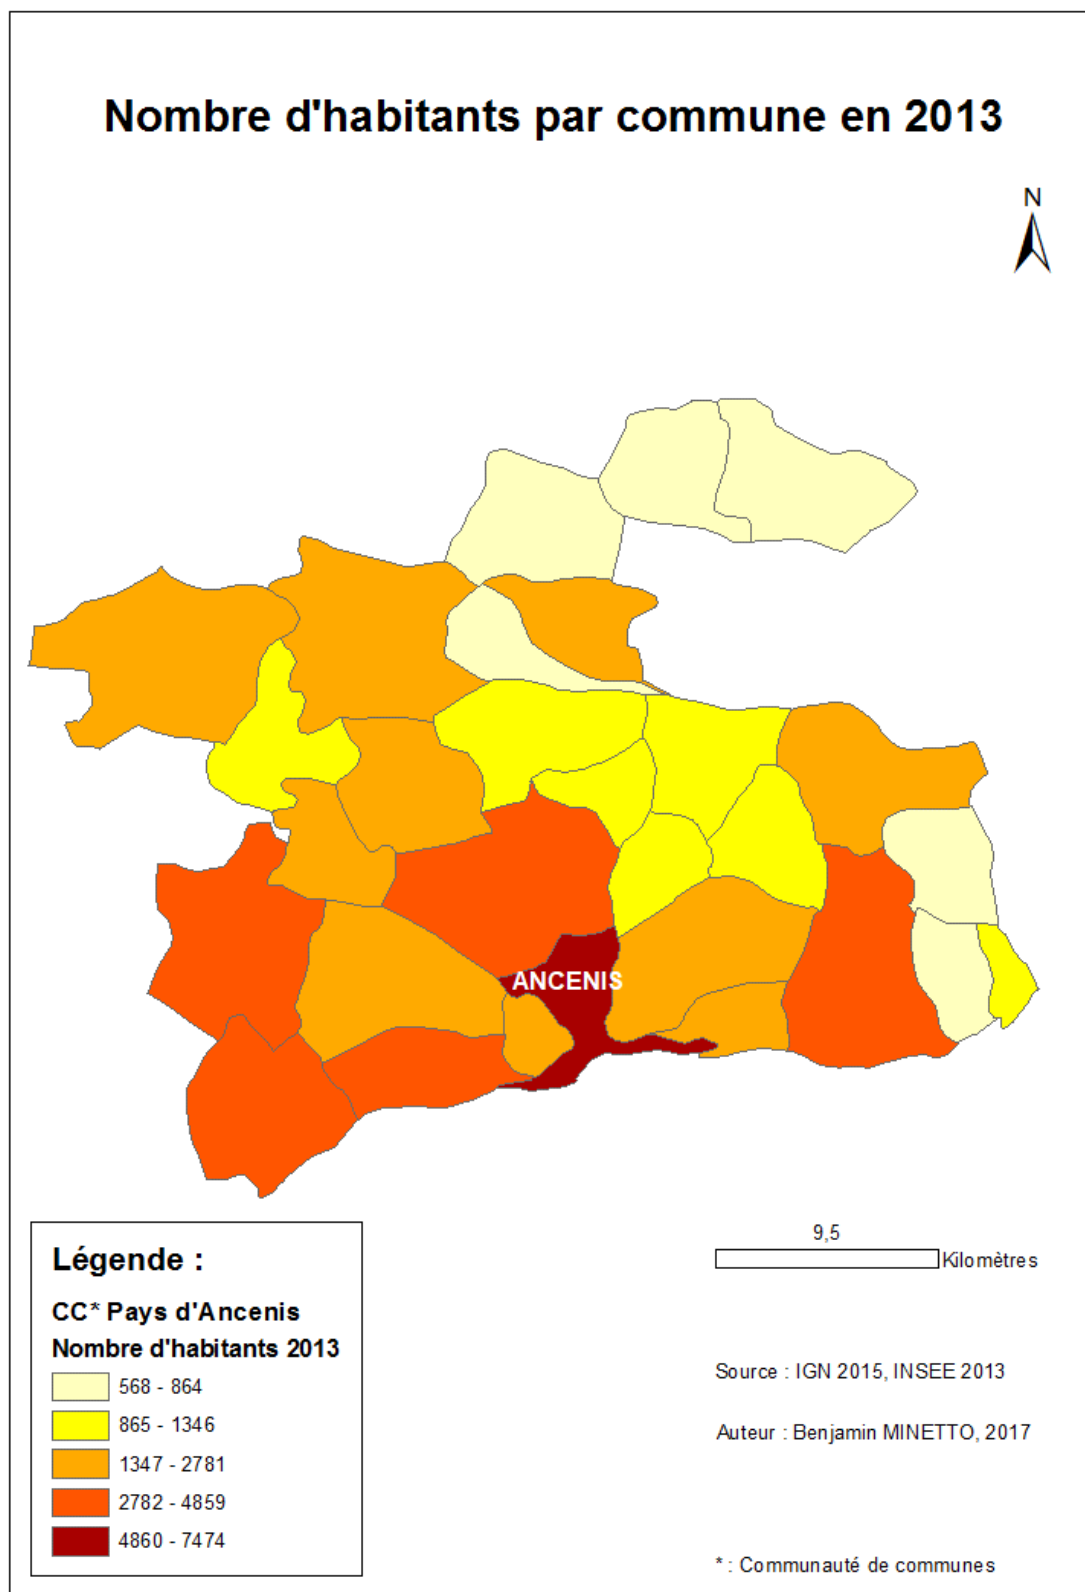 Nombre d'habitants par commune en 2013
N
ANCENIS
9,5
Kilomètres
Légende :
CC* Pays d'Ancenis
Nombre d'habitants 2013
568 - 864
865 - 1346
1347 - 2781
2782 - 4859
4860 - 7474
Source : IGN 2015, INSEE 2013
Auteur : Benjamin MINETTO, 2017
* : Communauté de communes